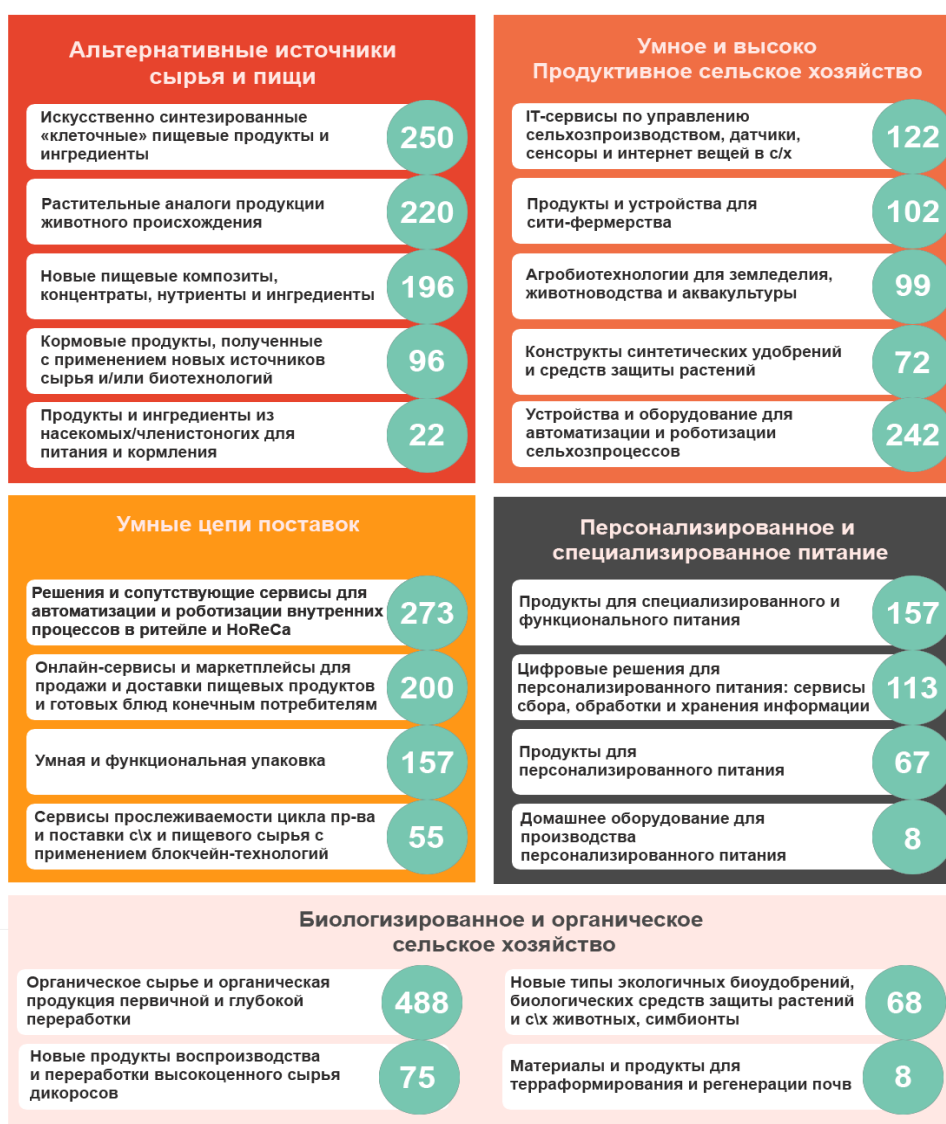 Альтернативные источники
сырья и пищи
Искусственно синтезированные
«клеточные» пищевые продукты и
ингредиенты
250
Растительные аналоги продукции
животного происхождения
220
Новые пищевые композиты,
концентраты, нутриенты и ингредиенты
196
Кормовые продукты, полученные
с применением новых источников
сырья и/или биотехнологий
96
Продукты и ингредиенты из
насекомых/членистоногих для
питания и кормления
22
Умное и высоко
Продуктивное сельское хозяйство
IT-сервисы по управлению
сельхозпроизводством, датчики,
сенсоры и интернет вещей в с/х
122
Продукты и устройства для
сити-фермерства
102
Агробиотехнологии для земледелия,
животноводства и аквакультуры
99
Конструкты синтетических удобрений
и средств защиты растений
72
Устройства и оборудование для
автоматизации и роботизации
сельхозпроцессов
242
Умные цепи поставок
Решения и сопутствующие сервисы для
автоматизации и роботизации внутренних
процессов в ритейле и HoReCa
273
Онлайн-сервисы и маркетплейсы для
продажи и доставки пищевых продуктов
и готовых блюд конечным потребителям
200
Умная и функциональная упаковка
157
Сервисы прослеживаемости цикла пр-ва
и поставки с\х и пищевого сырья с
применением блокчейн-технологий
55
Персонализированное и
специализированное питание
Продукты для специализированного и
функционального питания
157
Цифровые решения для
персонализированного питания: сервисы
сбора, обработки и хранения информации
113
Продукты для
персонализированного питания
67
Домашнее оборудование для
производства
персонализированного питания
8
Биологизированное и органическое
сельское хозяйство
Органическое сырье и органическая
продукция первичной и глубокой
переработки
488
Новые продукты воспроизводства
и переработки высокоценного сырья
дикоросов
75
Новые типы экологичных биоудобрений,
биологических средств защиты растений
и с\х животных, симбионты
68
Материалы и продукты для
терраформирования и регенерации почв
8